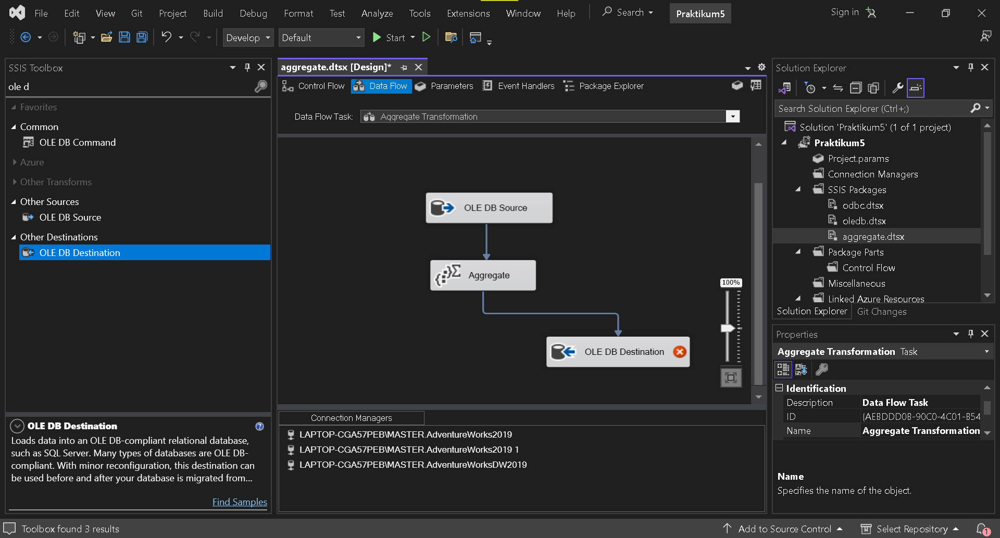 File Edit View Git Project Build Debug Format Test Analyze Tools Extensions Window Help Search Praktikum5 Sign in
Develop Default Start
SSIS Toolbox
ole d
Favorites
Common
OLE DB Command
Azure
Other Transforms
Other Sources
OLE DB Source
Other Destinations
OLE DB Destination
OLE DB Destination
Loads data into an OLE DB-compliant relational database,
such as SQL Server. Many types of databases are OLE DB-
compliant. With minor reconfiguration, this destination can
be used before and after your database is migrated from...
Find Samples
aggregate.dtsx [Design]*
Control Flow Data Flow Parameters Event Handlers Package Explorer
Data Flow Task: Aggregate Transformation
OLE DB Source
Aggregate
OLE DB Destination
100%
Connection Managers
LAPTOP-CGA57PEB\MASTER.AdventureWorks2019
LAPTOP-CGA57PEB\MASTER.AdventureWorks2019 1
LAPTOP-CGA57PEB\MASTER.AdventureWorksDW2019
Solution Explorer
Search Solution Explorer (Ctrl+;)
Solution 'Praktikum5' (1 of 1 project)
Praktikum5
Project.params
Connection Managers
SSIS Packages
odbc.dtsx
oledb.dtsx
aggregate.dtsx
Package Parts
Control Flow
Miscellaneous
Linked Azure Resources
Solution Explorer Git Changes
Properties
Aggregate Transformation Task
Identification
Description Data Flow Task
ID {AEBDDD0B-90C0-4C01-B54
Name Aggregate Transformation
Name
Specifies the name of the object.
Toolbox found 3 results
Add to Source Control Select Repository 1